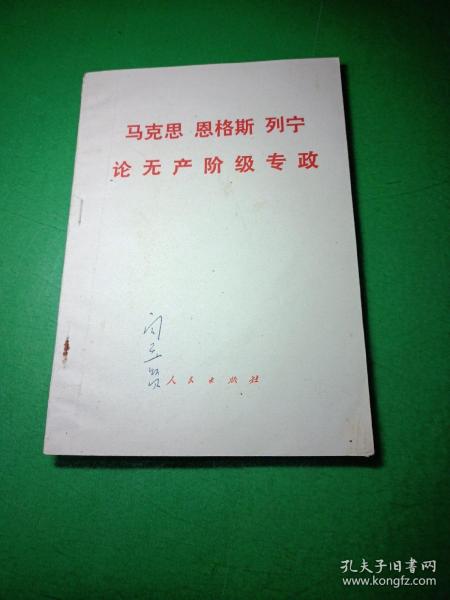 马克思 恩格斯 列宁
论无产阶级专政
人民出版社
孔夫子旧书网
www.kongfz.com